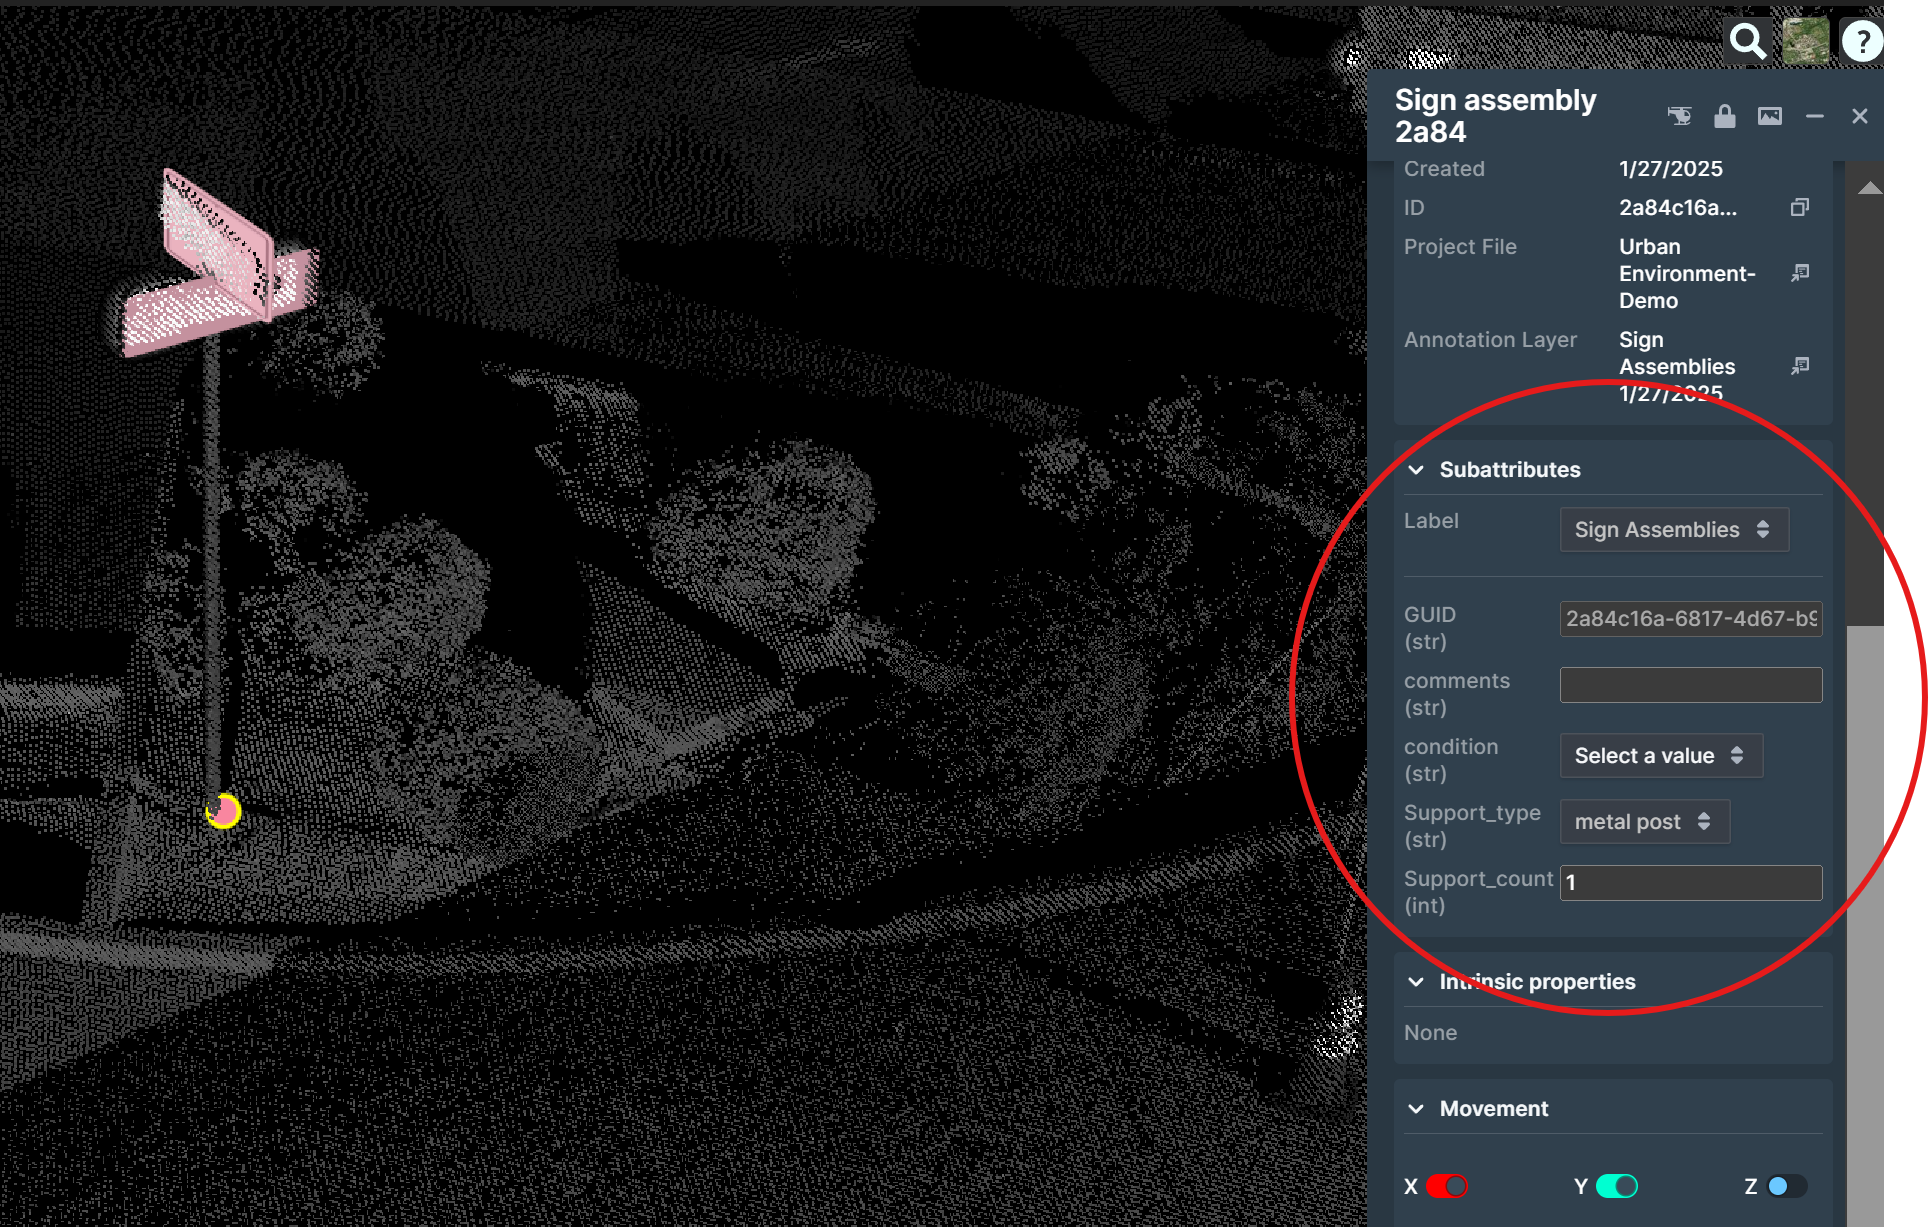 ?
Sign assembly
2a84
Created 1/27/2025
ID 2a84c16a...
Project File Urban
Environment-
Demo
Annotation Layer Sign
Assemblies
1/27/2025
Subattributes
Label Sign Assemblies
GUID
(str) 2a84c16a-6817-4d67-b9
comments
(str)
condition
(str) Select a value
Support_type
(str) metal post
Support_count
(int) 1
Intrinsic properties
None
Movement
X Y Z